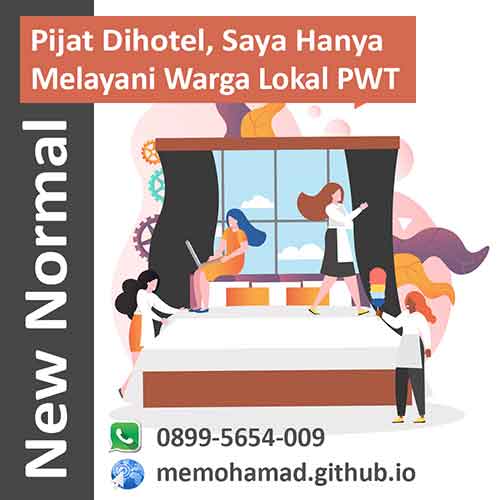 Pijat Dihotel, Saya Hanya
Melayani Warga Lokal PWT
New Normal
0899-5654-009
memohamad.github.io